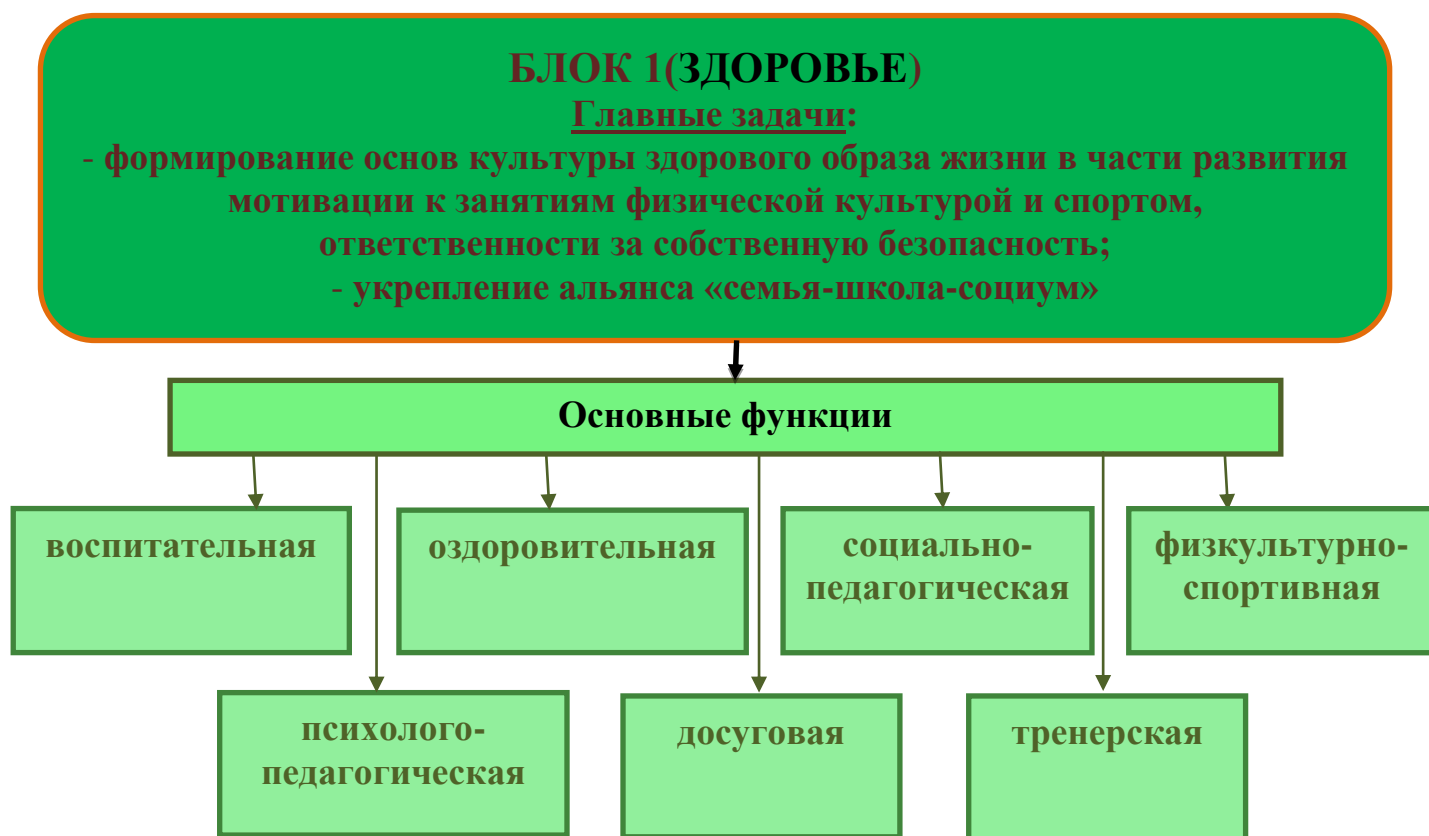 БЛОК 1(ЗДОРОВЬЕ)
Главные задачи:
- формирование основ культуры здорового образа жизни в части развития
мотивации к занятиям физической культурой и спортом,
ответственности за собственную безопасность;
- укрепление альянса «семья-школа-социум»
Основные функции
воспитательная
оздоровительная
социально-
педагогическая
физкультурно-
спортивная
психолого-
педагогическая
досуговая
тренерская